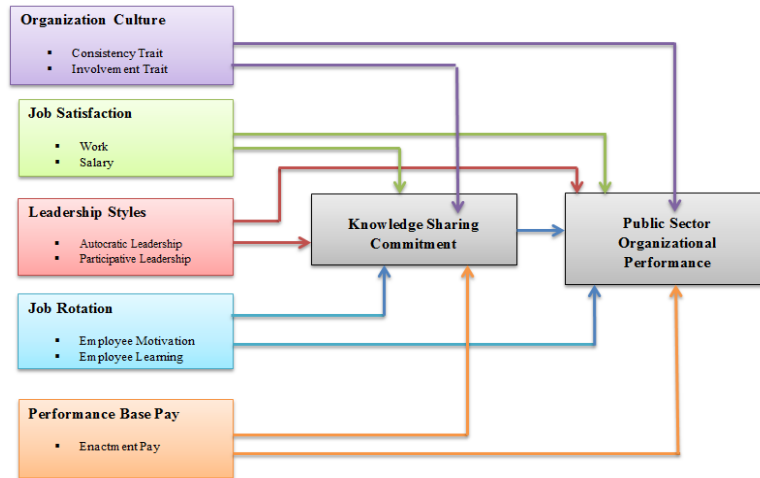 Organization Culture
▪ Consistency Trait
▪ Involvement Trait
Job Satisfaction
▪ Work
▪ Salary
Leadership Styles
▪ Autocratic Leadership
▪ Participative Leadership
Job Rotation
▪ Employee Motivation
▪ Employee Learning
Performance Base Pay
▪ Enactment Pay
Knowledge Sharing
Commitment
Public Sector
Organizational
Performance